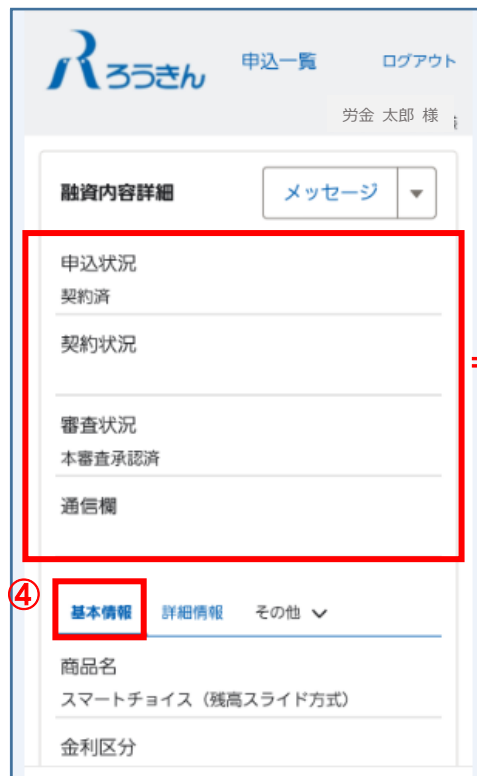 ろうきん 申込一覧 ログアウト
労金 太郎 様
融資内容詳細 メッセージ
申込状況
契約済
契約状況
審査状況
本審査承認済
通信欄
④ 基本情報 詳細情報 その他
商品名
スマートチョイス（残高スライド方式）
金利区分